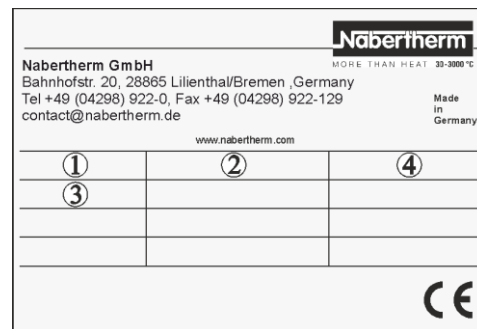 Nabertherm
MORE THAN HEAT 30-3000 °C
Nabertherm GmbH
Bahnhofstr. 20, 28865 Lilienthal/Bremen ,Germany
Tel +49 (04298) 922-0, Fax +49 (04298) 922-129
contact@nabertherm.de
Made
in
Germany
www.nabertherm.com
① ② ④
③
CE